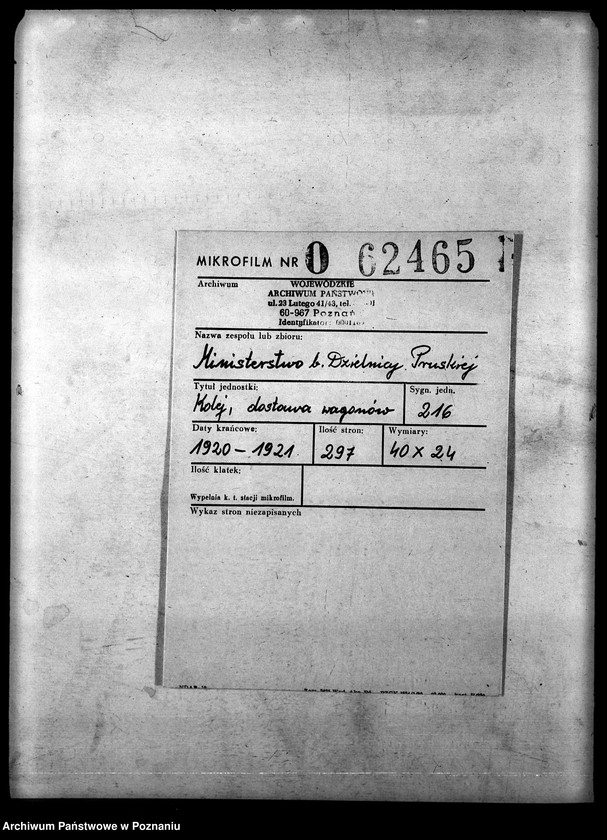 MIKROFILM NR O 62465
Archiwum
WOJEWÓDZKIE
ARCHIWUM PAŃSTWOWE
ul. 23 Lutego 41/43, tel.
60-967 Poznań
Identyfikator:
Nazwa zespołu lub zbioru:
Ministerstwo b. Dzielnicy Pruskiej
Tytuł jednostki: Sygn. jedn.
Kolej, dostawa wagonów 216
Daty krańcowe: Ilość stron: Wymiary:
1920-1921 297 40 x 24
Ilość klatek:
Wypełnia k. t. stacji mikrofilm.
Wykaz stron niezapisanych
Archiwum Państwowe w Poznaniu